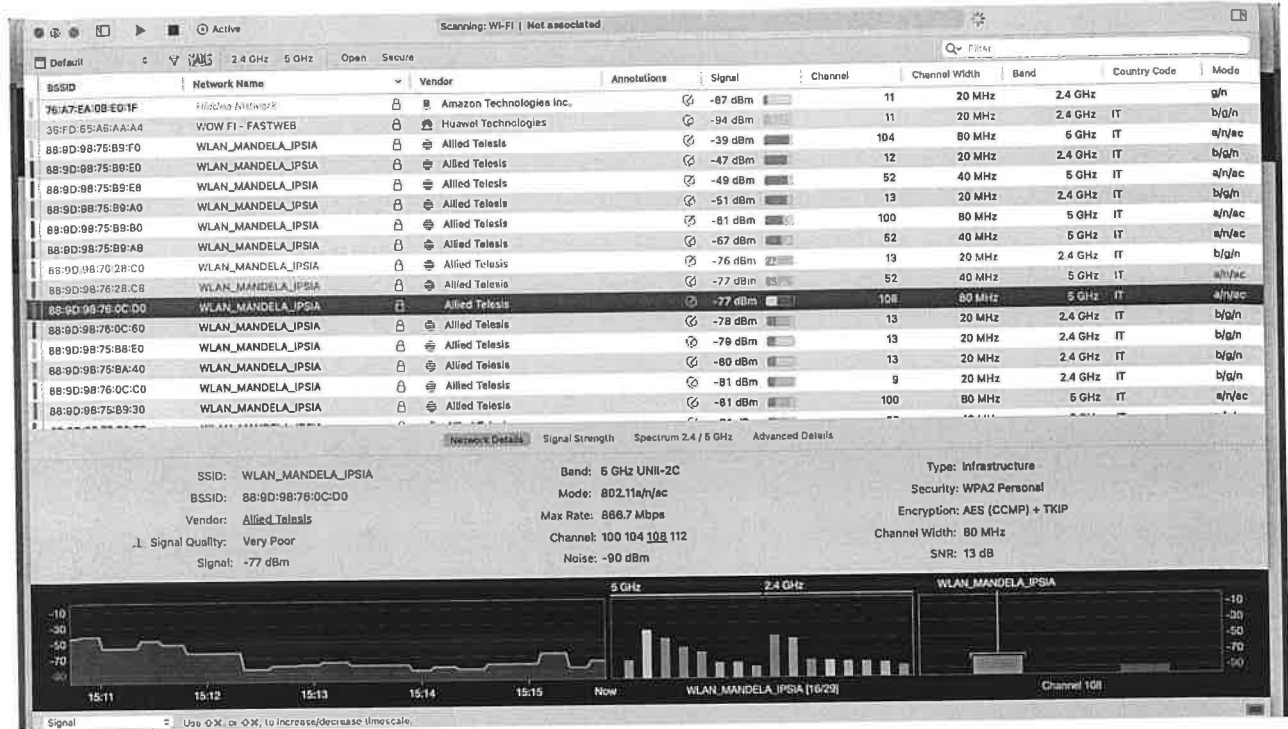 Active Scanning: Wi-Fi | Not associated
Default 2.4 GHz 5 GHz Open Secure Filter
BSSID Network Name Vendor Annotations Signal Channel Channel Width Band Country Code Mode
76:A7:EA:0B:E0:1F Hidden Network Amazon Technologies Inc. -87 dBm 11 20 MHz 2.4 GHz g/n
36:FD:65:A6:AA:A4 WOW FI - FASTWEB Huawei Technologies -94 dBm 11 20 MHz 2.4 GHz IT b/g/n
88:9D:98:75:B9:F0 WLAN_MANDELA_IPSIA Allied Telesis -39 dBm 104 80 MHz 5 GHz IT a/n/ac
88:9D:98:75:B9:E0 WLAN_MANDELA_IPSIA Allied Telesis -47 dBm 12 20 MHz 2.4 GHz IT b/g/n
88:9D:98:75:B9:E8 WLAN_MANDELA_IPSIA Allied Telesis -49 dBm 52 40 MHz 5 GHz IT a/n/ac
88:9D:98:75:B9:A0 WLAN_MANDELA_IPSIA Allied Telesis -51 dBm 13 20 MHz 2.4 GHz IT b/g/n
88:9D:98:75:B9:B0 WLAN_MANDELA_IPSIA Allied Telesis -61 dBm 100 80 MHz 5 GHz IT a/n/ac
88:9D:98:75:B9:A8 WLAN_MANDELA_IPSIA Allied Telesis -67 dBm 52 40 MHz 5 GHz IT a/n/ac
88:9D:98:76:28:C0 WLAN_MANDELA_IPSIA Allied Telesis -76 dBm 13 20 MHz 2.4 GHz IT b/g/n
88:9D:98:76:28:C8 WLAN_MANDELA_IPSIA Allied Telesis -77 dBm 52 40 MHz 5 GHz IT a/n/ac
88:9D:98:76:0C:D0 WLAN_MANDELA_IPSIA Allied Telesis -77 dBm 108 80 MHz 5 GHz IT a/n/ac
88:9D:98:76:0C:60 WLAN_MANDELA_IPSIA Allied Telesis -78 dBm 13 20 MHz 2.4 GHz IT b/g/n
88:9D:98:75:B8:E0 WLAN_MANDELA_IPSIA Allied Telesis -79 dBm 13 20 MHz 2.4 GHz IT b/g/n
88:9D:98:75:BA:40 WLAN_MANDELA_IPSIA Allied Telesis -80 dBm 13 20 MHz 2.4 GHz IT b/g/n
88:9D:98:76:0C:C0 WLAN_MANDELA_IPSIA Allied Telesis -81 dBm 9 20 MHz 2.4 GHz IT b/g/n
88:9D:98:75:B9:30 WLAN_MANDELA_IPSIA Allied Telesis -81 dBm 100 80 MHz 5 GHz IT a/n/ac
Network Details Signal Strength Spectrum 2.4 / 5 GHz Advanced Details
SSID: WLAN_MANDELA_IPSIA Band: 5 GHz UNII-2C Type: Infrastructure
BSSID: 88:9D:98:76:0C:D0 Mode: 802.11a/n/ac Security: WPA2 Personal
Vendor: Allied Telesis Max Rate: 866.7 Mbps Encryption: AES (CCMP) + TKIP
Signal Quality: Very Poor Channel: 100 104 108 112 Channel Width: 80 MHz
Signal: -77 dBm Noise: -90 dBm SNR: 13 dB
5 GHz 2.4 GHz WLAN_MANDELA_IPSIA
-10 -10
-30 -30
-50 -50
-70 -70
-90 -90
15:11 15:12 15:13 15:14 15:15 Now WLAN_MANDELA_IPSIA [16/29] Channel 108
Signal Use ⇧⌘, or ⇧⌘, to increase/decrease timescale.